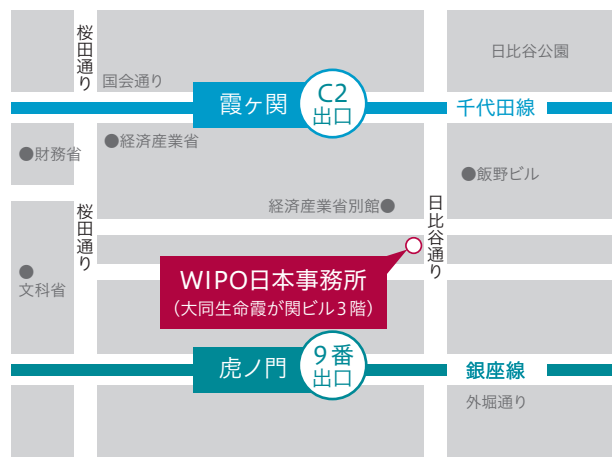 桜田通り
国会通り
日比谷公園
霞ケ関
C2
出口
千代田線
●財務省
●経済産業省
●飯野ビル
桜田通り
経済産業省別館●
日比谷通り
●
文科省
WIPO日本事務所
（大同生命霞が関ビル3階）
虎ノ門
9番
出口
銀座線
外堀通り